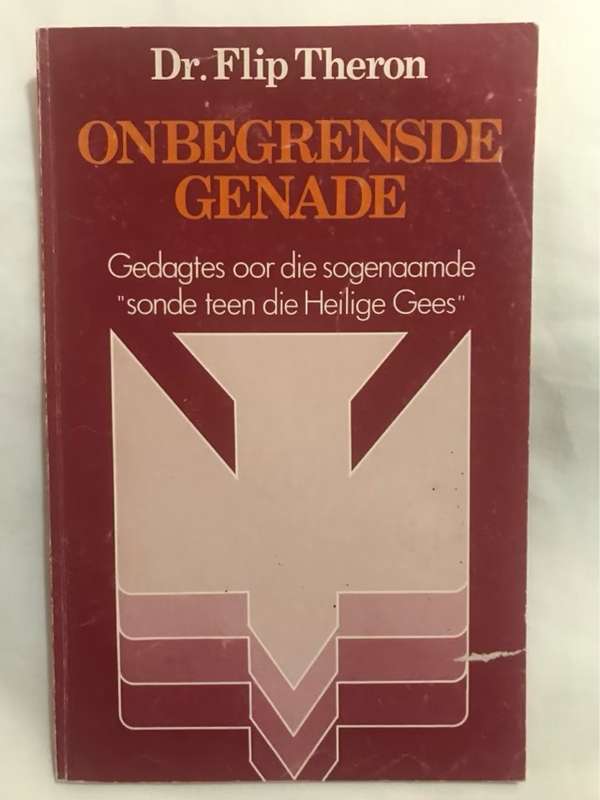 Dr. Flip Theron
ONBEGRENSDE
GENADE
Gedagtes oor die sogenaamde
"sonde teen die Heilige Gees"